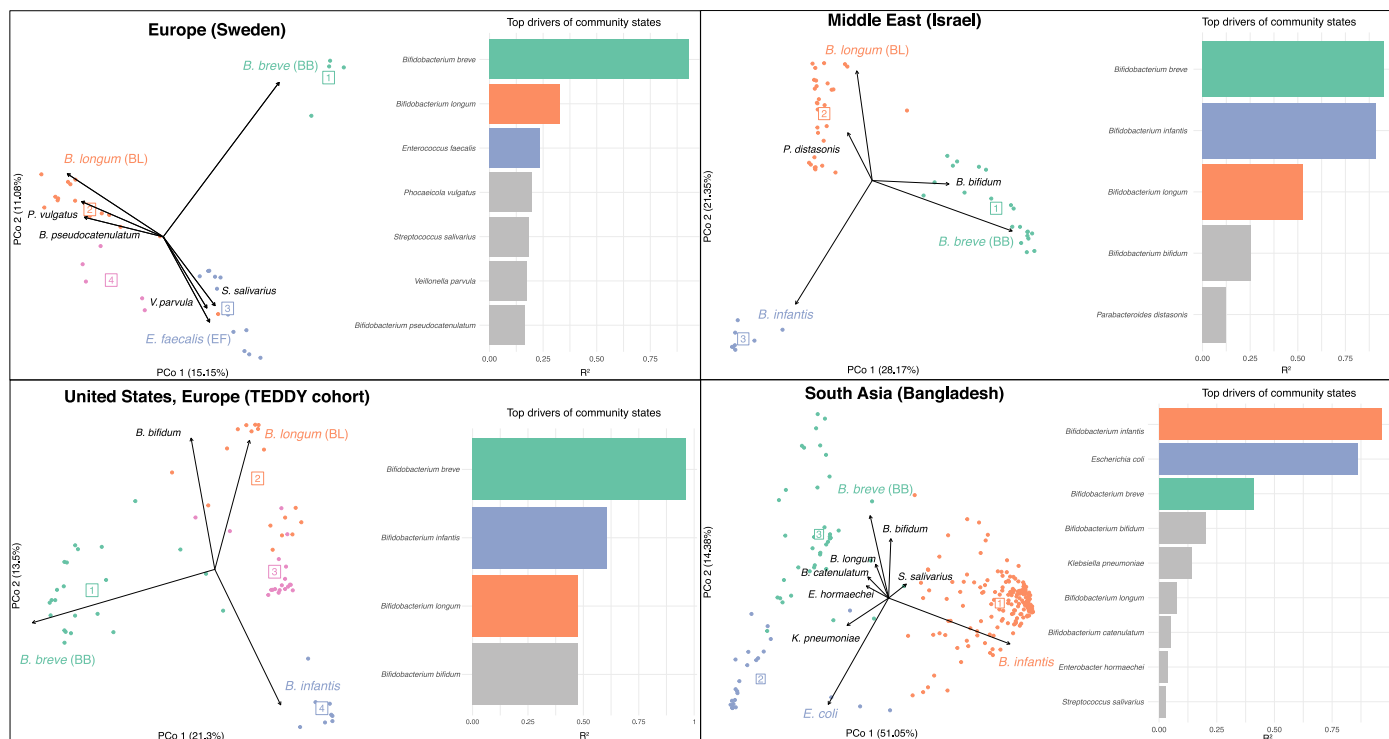 Europe (Sweden)
B. breve (BB)
1
B. longum (BL)
2
P. vulgatus
B. pseudocatenulatum
4
S. salivarius
V. parvula
3
E. faecalis (EF)
PCo 2 (11.08%)
PCo 1 (15.15%)
Top drivers of community states
Bifidobacterium breve
Bifidobacterium longum
Enterococcus faecalis
Phocaeicola vulgatus
Streptococcus salivarius
Veillonella parvula
Bifidobacterium pseudocatenulatum
0.00 0.25 0.50 0.75
R²
Middle East (Israel)
B. longum (BL)
2
P. distasonis
B. bifidum
1
B. breve (BB)
B. infantis
3
PCo 2 (21.35%)
PCo 1 (28.17%)
Top drivers of community states
Bifidobacterium breve
Bifidobacterium infantis
Bifidobacterium longum
Bifidobacterium bifidum
Parabacteroides distasonis
0.00 0.25 0.50 0.75
R²
United States, Europe (TEDDY cohort)
B. bifidum
B. longum (BL)
2
3
1
B. breve (BB)
B. infantis
4
PCo 2 (13.5%)
PCo 1 (21.3%)
Top drivers of community states
Bifidobacterium breve
Bifidobacterium infantis
Bifidobacterium longum
Bifidobacterium bifidum
0.00 0.25 0.50 0.75 1
R²
South Asia (Bangladesh)
B. breve (BB)
3
B. bifidum
B. longum
B. catenulatum
S. salivarius
E. hormaechei
1
K. pneumoniae
B. infantis
2
E. coli
PCo 2 (14.38%)
PCo 1 (51.05%)
Top drivers of community states
Bifidobacterium infantis
Escherichia coli
Bifidobacterium breve
Bifidobacterium bifidum
Klebsiella pneumoniae
Bifidobacterium longum
Bifidobacterium catenulatum
Enterobacter hormaechei
Streptococcus salivarius
0.00 0.25 0.50 0.75
R²